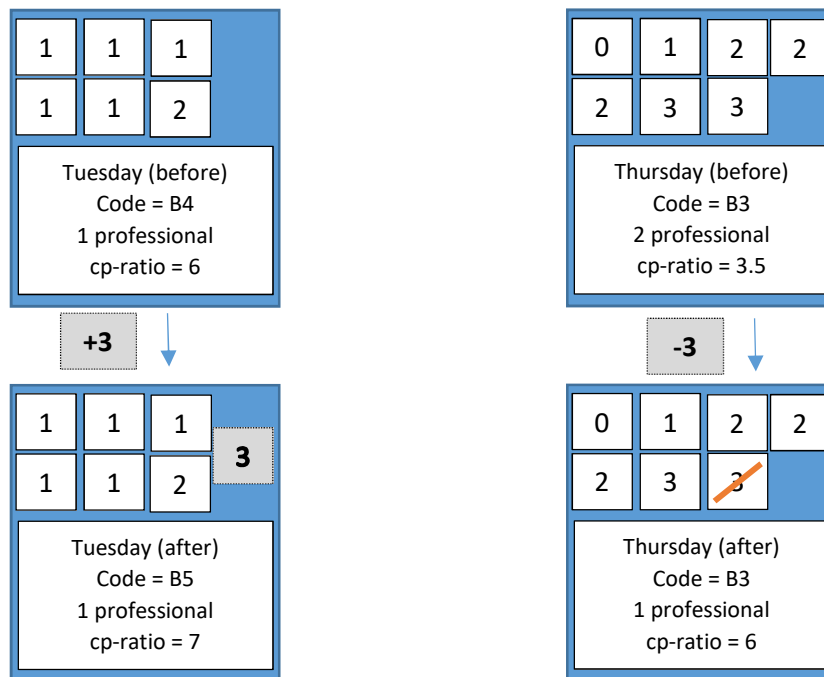 1 1 1
1 1 2
Tuesday (before)
Code = B4
1 professional
cp-ratio = 6
+3
1 1 1
3
1 1 2
Tuesday (after)
Code = B5
1 professional
cp-ratio = 7
0 1 2 2
2 3 3
Thursday (before)
Code = B3
2 professional
cp-ratio = 3.5
-3
0 1 2 2
2 3 3
Thursday (after)
Code = B3
1 professional
cp-ratio = 6